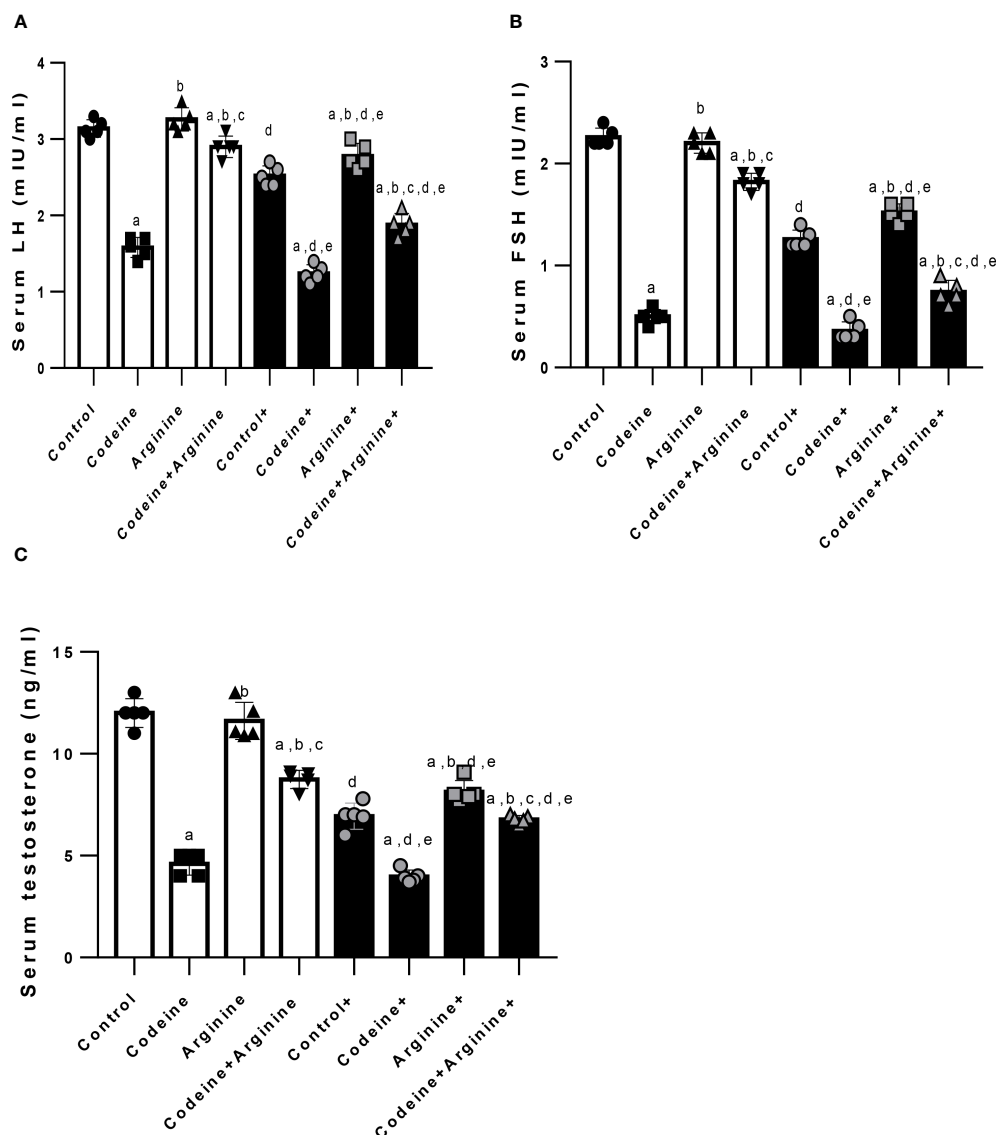 A
Serum LH (mIU/ml)
4
3
2
1
0
a
b
a,b,c
d
a,d,e
a,b,d,e
a,b,c,d,e
Control
Codeine
Arginine
Codeine+Arginine
Control+
Codeine+
Arginine+
Codeine+Arginine+
B
Serum FSH (mIU/ml)
3
2
1
0
a
b
a,b,c
d
a,d,e
a,b,d,e
a,b,c,d,e
Control
Codeine
Arginine
Codeine+Arginine
Control+
Codeine+
Arginine+
Codeine+Arginine+
C
Serum testosterone (ng/ml)
15
10
5
0
a
b
a,b,c
d
a,d,e
a,b,d,e
a,b,c,d,e
Control
Codeine
Arginine
Codeine+Arginine
Control+
Codeine+
Arginine+
Codeine+Arginine+